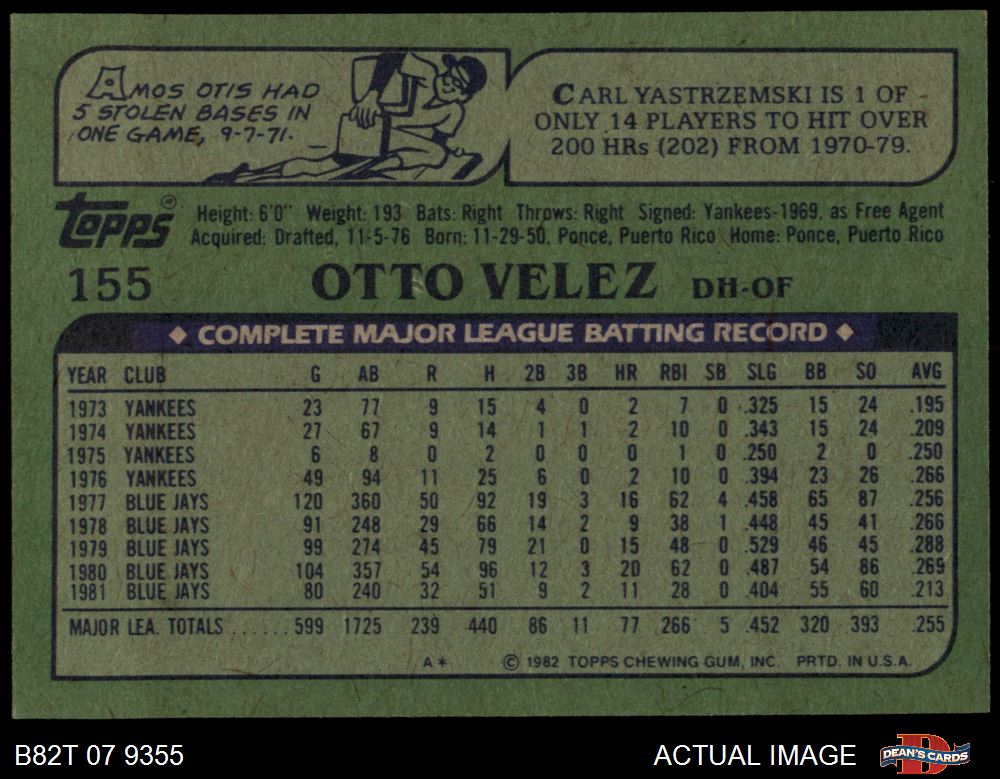 AMOS OTIS HAD
5 STOLEN BASES IN
ONE GAME, 9-7-71.
CARL YASTRZEMSKI IS 1 OF
ONLY 14 PLAYERS TO HIT OVER
200 HRs (202) FROM 1970-79.
Topps®
Height: 6'0" Weight: 193 Bats: Right Throws: Right Signed: Yankees-1969, as Free Agent
Acquired: Drafted, 11-5-76 Born: 11-29-50, Ponce, Puerto Rico Home: Ponce, Puerto Rico
155 OTTO VELEZ DH-OF
◆ COMPLETE MAJOR LEAGUE BATTING RECORD ◆
YEAR CLUB G AB R H 2B 3B HR RBI SB SLG BB SO AVG
1973 YANKEES 23 77 9 15 4 0 2 7 0 .325 15 24 .195
1974 YANKEES 27 67 9 14 1 1 2 10 0 .343 15 24 .209
1975 YANKEES 6 8 0 2 0 0 0 1 0 .250 2 0 .250
1976 YANKEES 49 94 11 25 6 0 2 10 0 .394 23 26 .266
1977 BLUE JAYS 120 360 50 92 19 3 16 62 4 .458 65 87 .256
1978 BLUE JAYS 91 248 29 66 14 2 9 38 1 .448 45 41 .266
1979 BLUE JAYS 99 274 45 79 21 0 15 48 0 .529 46 45 .288
1980 BLUE JAYS 104 357 54 96 12 3 20 62 0 .487 54 86 .269
1981 BLUE JAYS 80 240 32 51 9 2 11 28 0 .404 55 60 .213
MAJOR LEA. TOTALS ...... 599 1725 239 440 86 11 77 266 5 .452 320 393 .255
A* © 1982 TOPPS CHEWING GUM, INC. PRTD. IN U.S.A.
B82T 07 9355 ACTUAL IMAGE DEAN'S CARDS